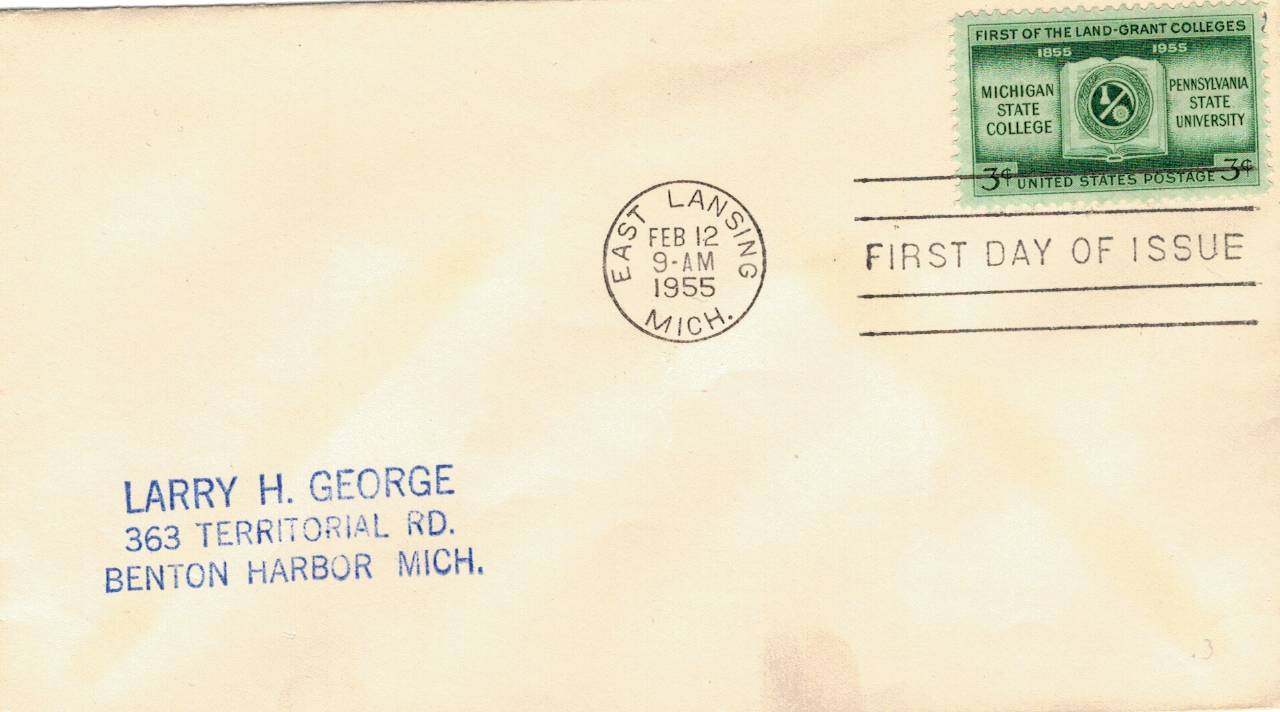 FIRST OF THE LAND-GRANT COLLEGES
1855 1955
MICHIGAN
STATE
COLLEGE
PENNSYLVANIA
STATE
UNIVERSITY
3¢ UNITED STATES POSTAGE 3¢
EAST LANSING
FEB 12
9-AM
1955
MICH.
FIRST DAY OF ISSUE
LARRY H. GEORGE
363 TERRITORIAL RD.
BENTON HARBOR MICH.
.3